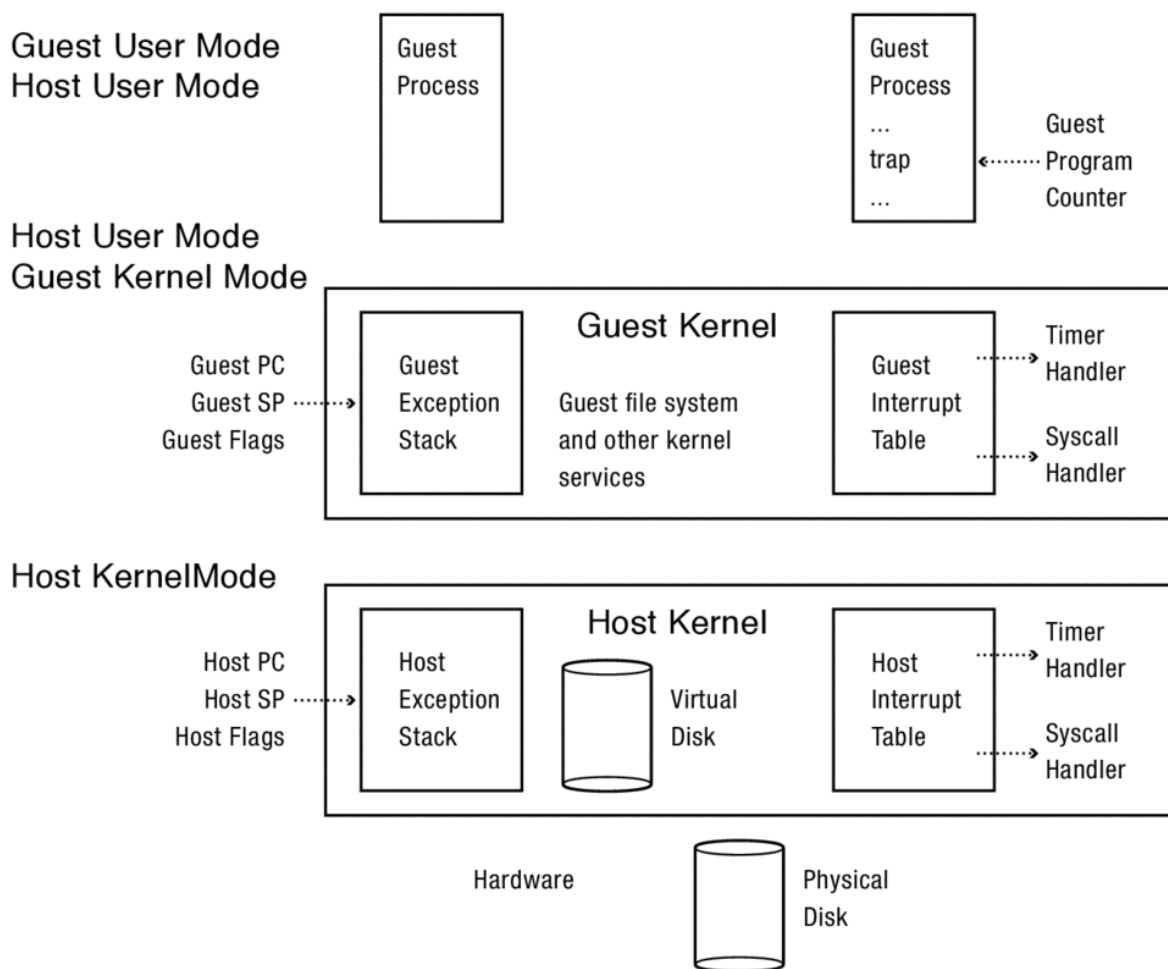 Guest User Mode
Host User Mode
Guest
Process
Guest
Process
...
trap
...
Guest
Program
Counter
Host User Mode
Guest Kernel Mode
Guest Kernel
Guest PC
Guest SP
Guest Flags
Guest
Exception
Stack
Guest file system
and other kernel
services
Guest
Interrupt
Table
Timer
Handler
Syscall
Handler
Host KernelMode
Host Kernel
Host PC
Host SP
Host Flags
Host
Exception
Stack
Virtual
Disk
Host
Interrupt
Table
Timer
Handler
Syscall
Handler
Hardware
Physical
Disk